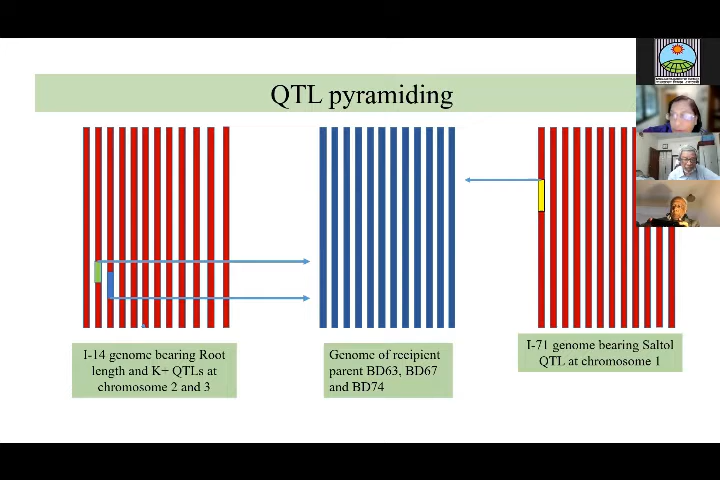 QTL pyramiding
I-14 genome bearing Root
length and K+ QTLs at
chromosome 2 and 3
Genome of recipient
parent BD63, BD67
and BD74
I-71 genome bearing Saltol
QTL at chromosome 1